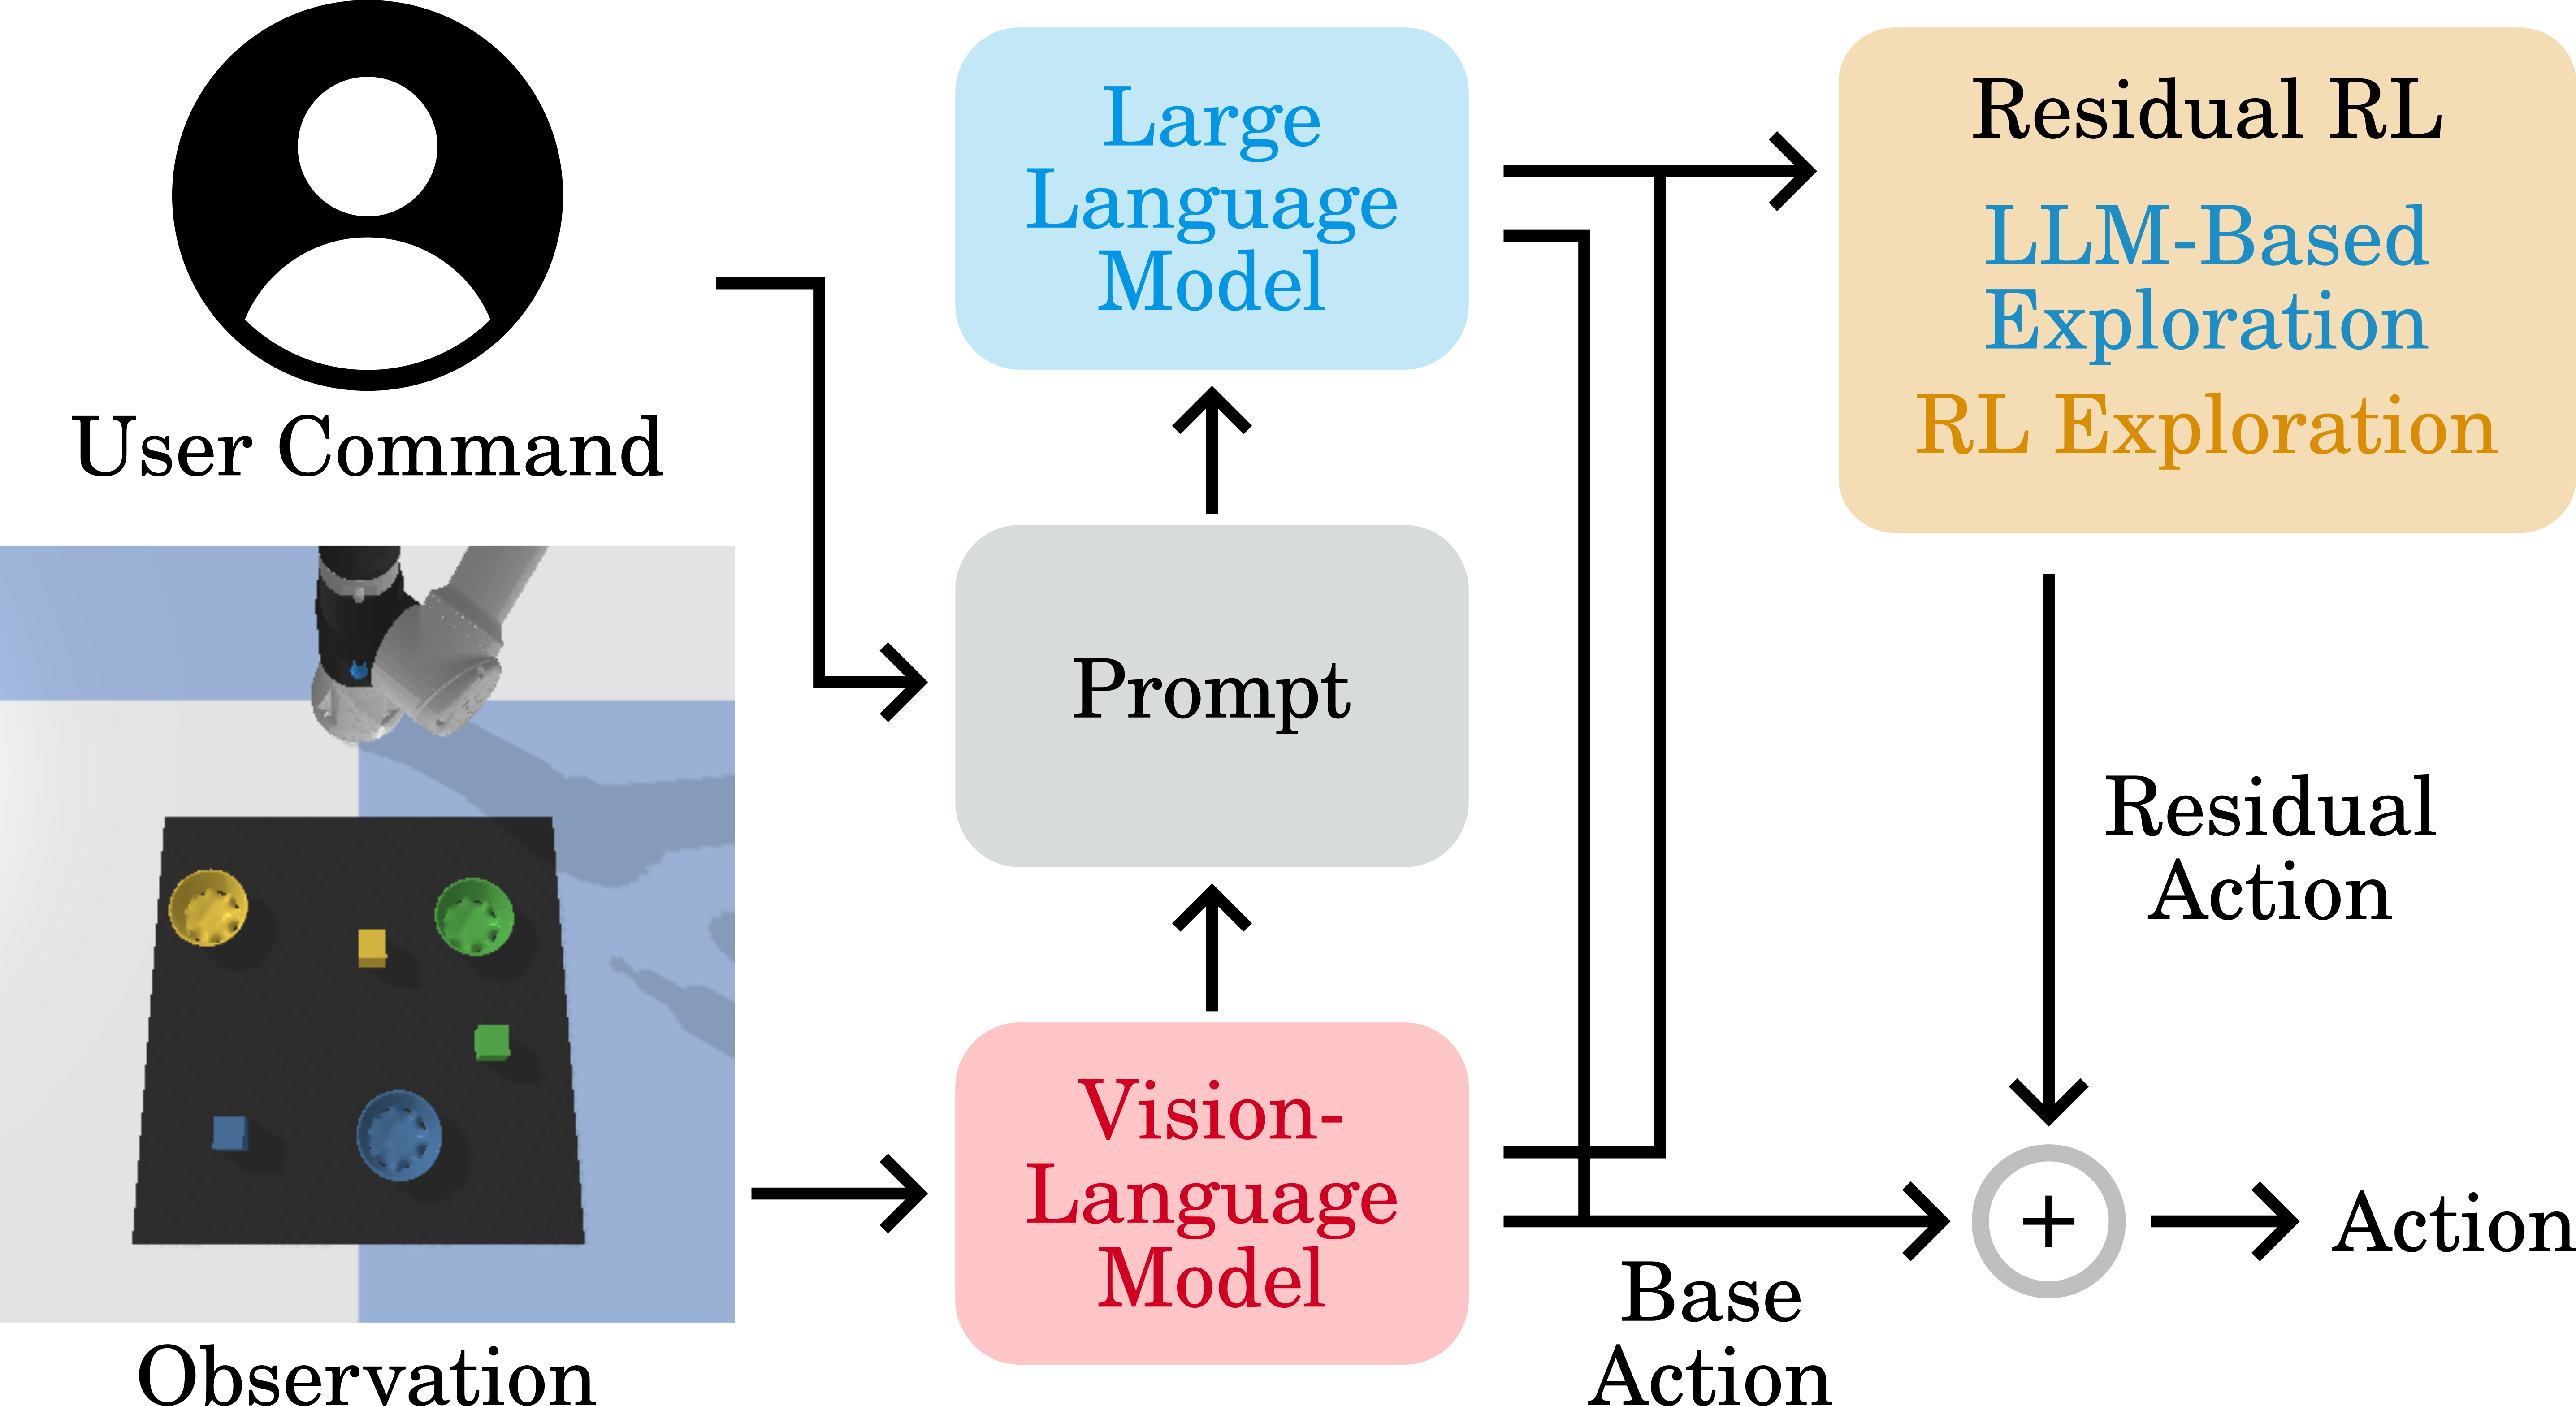 User Command
Observation
Large
Language
Model
Prompt
Vision-
Language
Model
Residual RL
LLM-Based
Exploration
RL Exploration
Residual
Action
Base
Action
+
Action